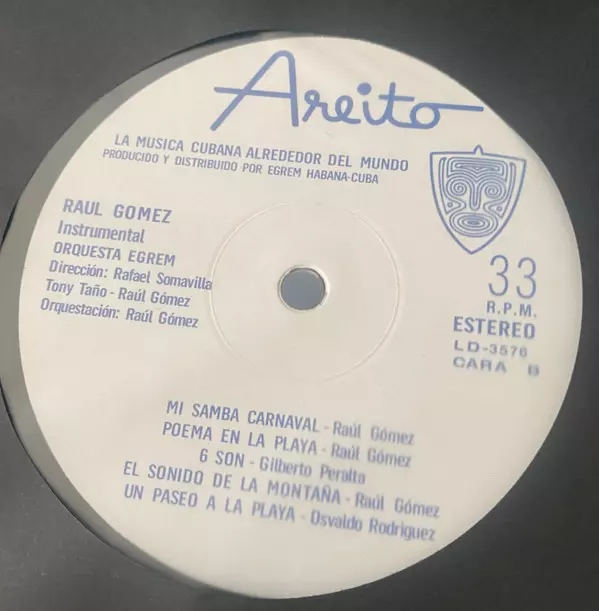 Areito
LA MUSICA CUBANA ALREDEDOR DEL MUNDO
PRODUCIDO Y DISTRIBUIDO POR EGREM HABANA-CUBA
RAUL GOMEZ
Instrumental
ORQUESTA EGREM
Dirección: Rafael Somavilla
Tony Taño - Raúl Gómez
Orquestación: Raúl Gómez
33
R.P.M.
ESTEREO
LD-3576
CARA B
MI SAMBA CARNAVAL - Raúl Gómez
POEMA EN LA PLAYA - Raúl Gómez
6 SON - Gilberto Peralta
EL SONIDO DE LA MONTAÑA - Raúl Gómez
UN PASEO A LA PLAYA - Osvaldo Rodriguez